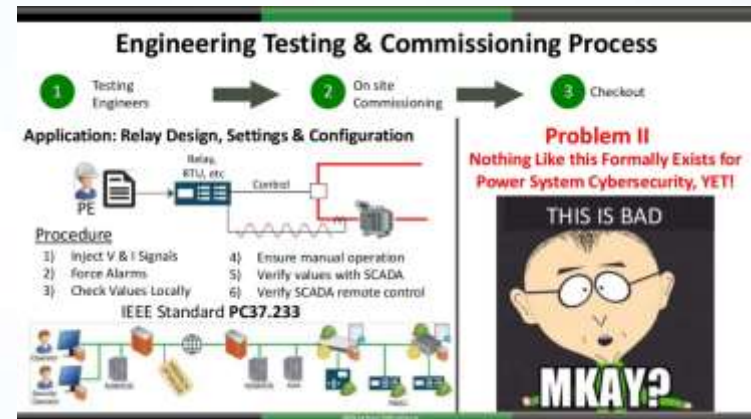 Engineering Testing & Commissioning Process
1
Testing
Engineers
2
On site
Commissioning
3
Checkout
Application: Relay Design, Settings & Configuration
Relay,
RTU, etc
Control
PE
Procedure
1) Inject V & I Signals
2) Force Alarms
3) Check Values Locally
4) Ensure manual operation
5) Verify values with SCADA
6) Verify SCADA remote control
IEEE Standard PC37.233
Operator
Security
Operator
Problem II
Nothing Like this Formally Exists for
Power System Cybersecurity, YET!
THIS IS BAD
MKAY?